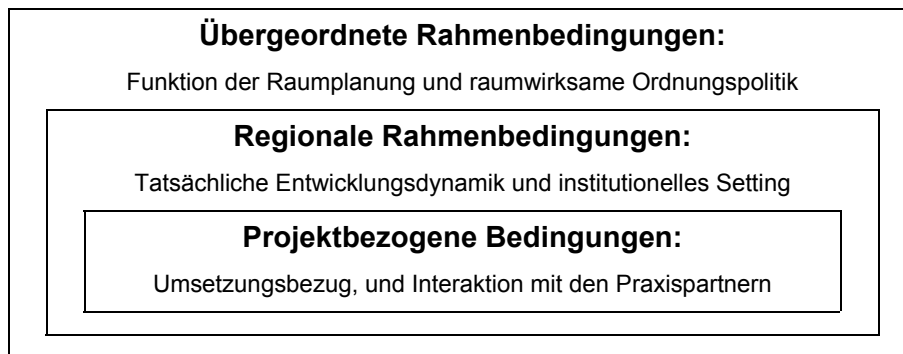 Übergeordnete Rahmenbedingungen:
Funktion der Raumplanung und raumwirksame Ordnungspolitik
Regionale Rahmenbedingungen:
Tatsächliche Entwicklungsdynamik und institutionelles Setting
Projektbezogene Bedingungen:
Umsetzungsbezug, und Interaktion mit den Praxispartnern